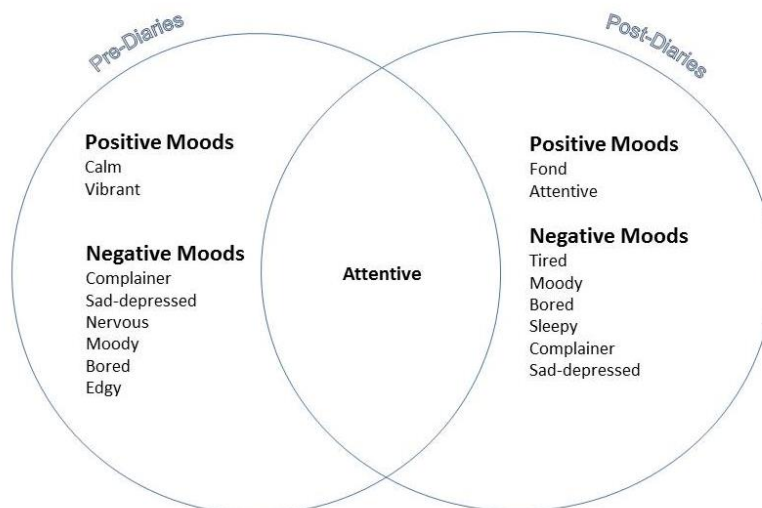 Pre-Diaries
Post-Diaries
Positive Moods
Calm
Vibrant
Negative Moods
Complainer
Sad-depressed
Nervous
Moody
Bored
Edgy
Attentive
Positive Moods
Fond
Attentive
Negative Moods
Tired
Moody
Bored
Sleepy
Complainer
Sad-depressed